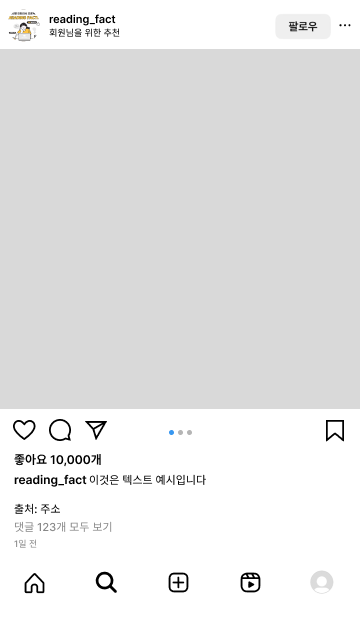 reading_fact
회원님을 위한 추천
팔로우
좋아요 10,000개
reading_fact 이것은 텍스트 예시입니다
출처: 주소
댓글 123개 모두 보기
1일 전